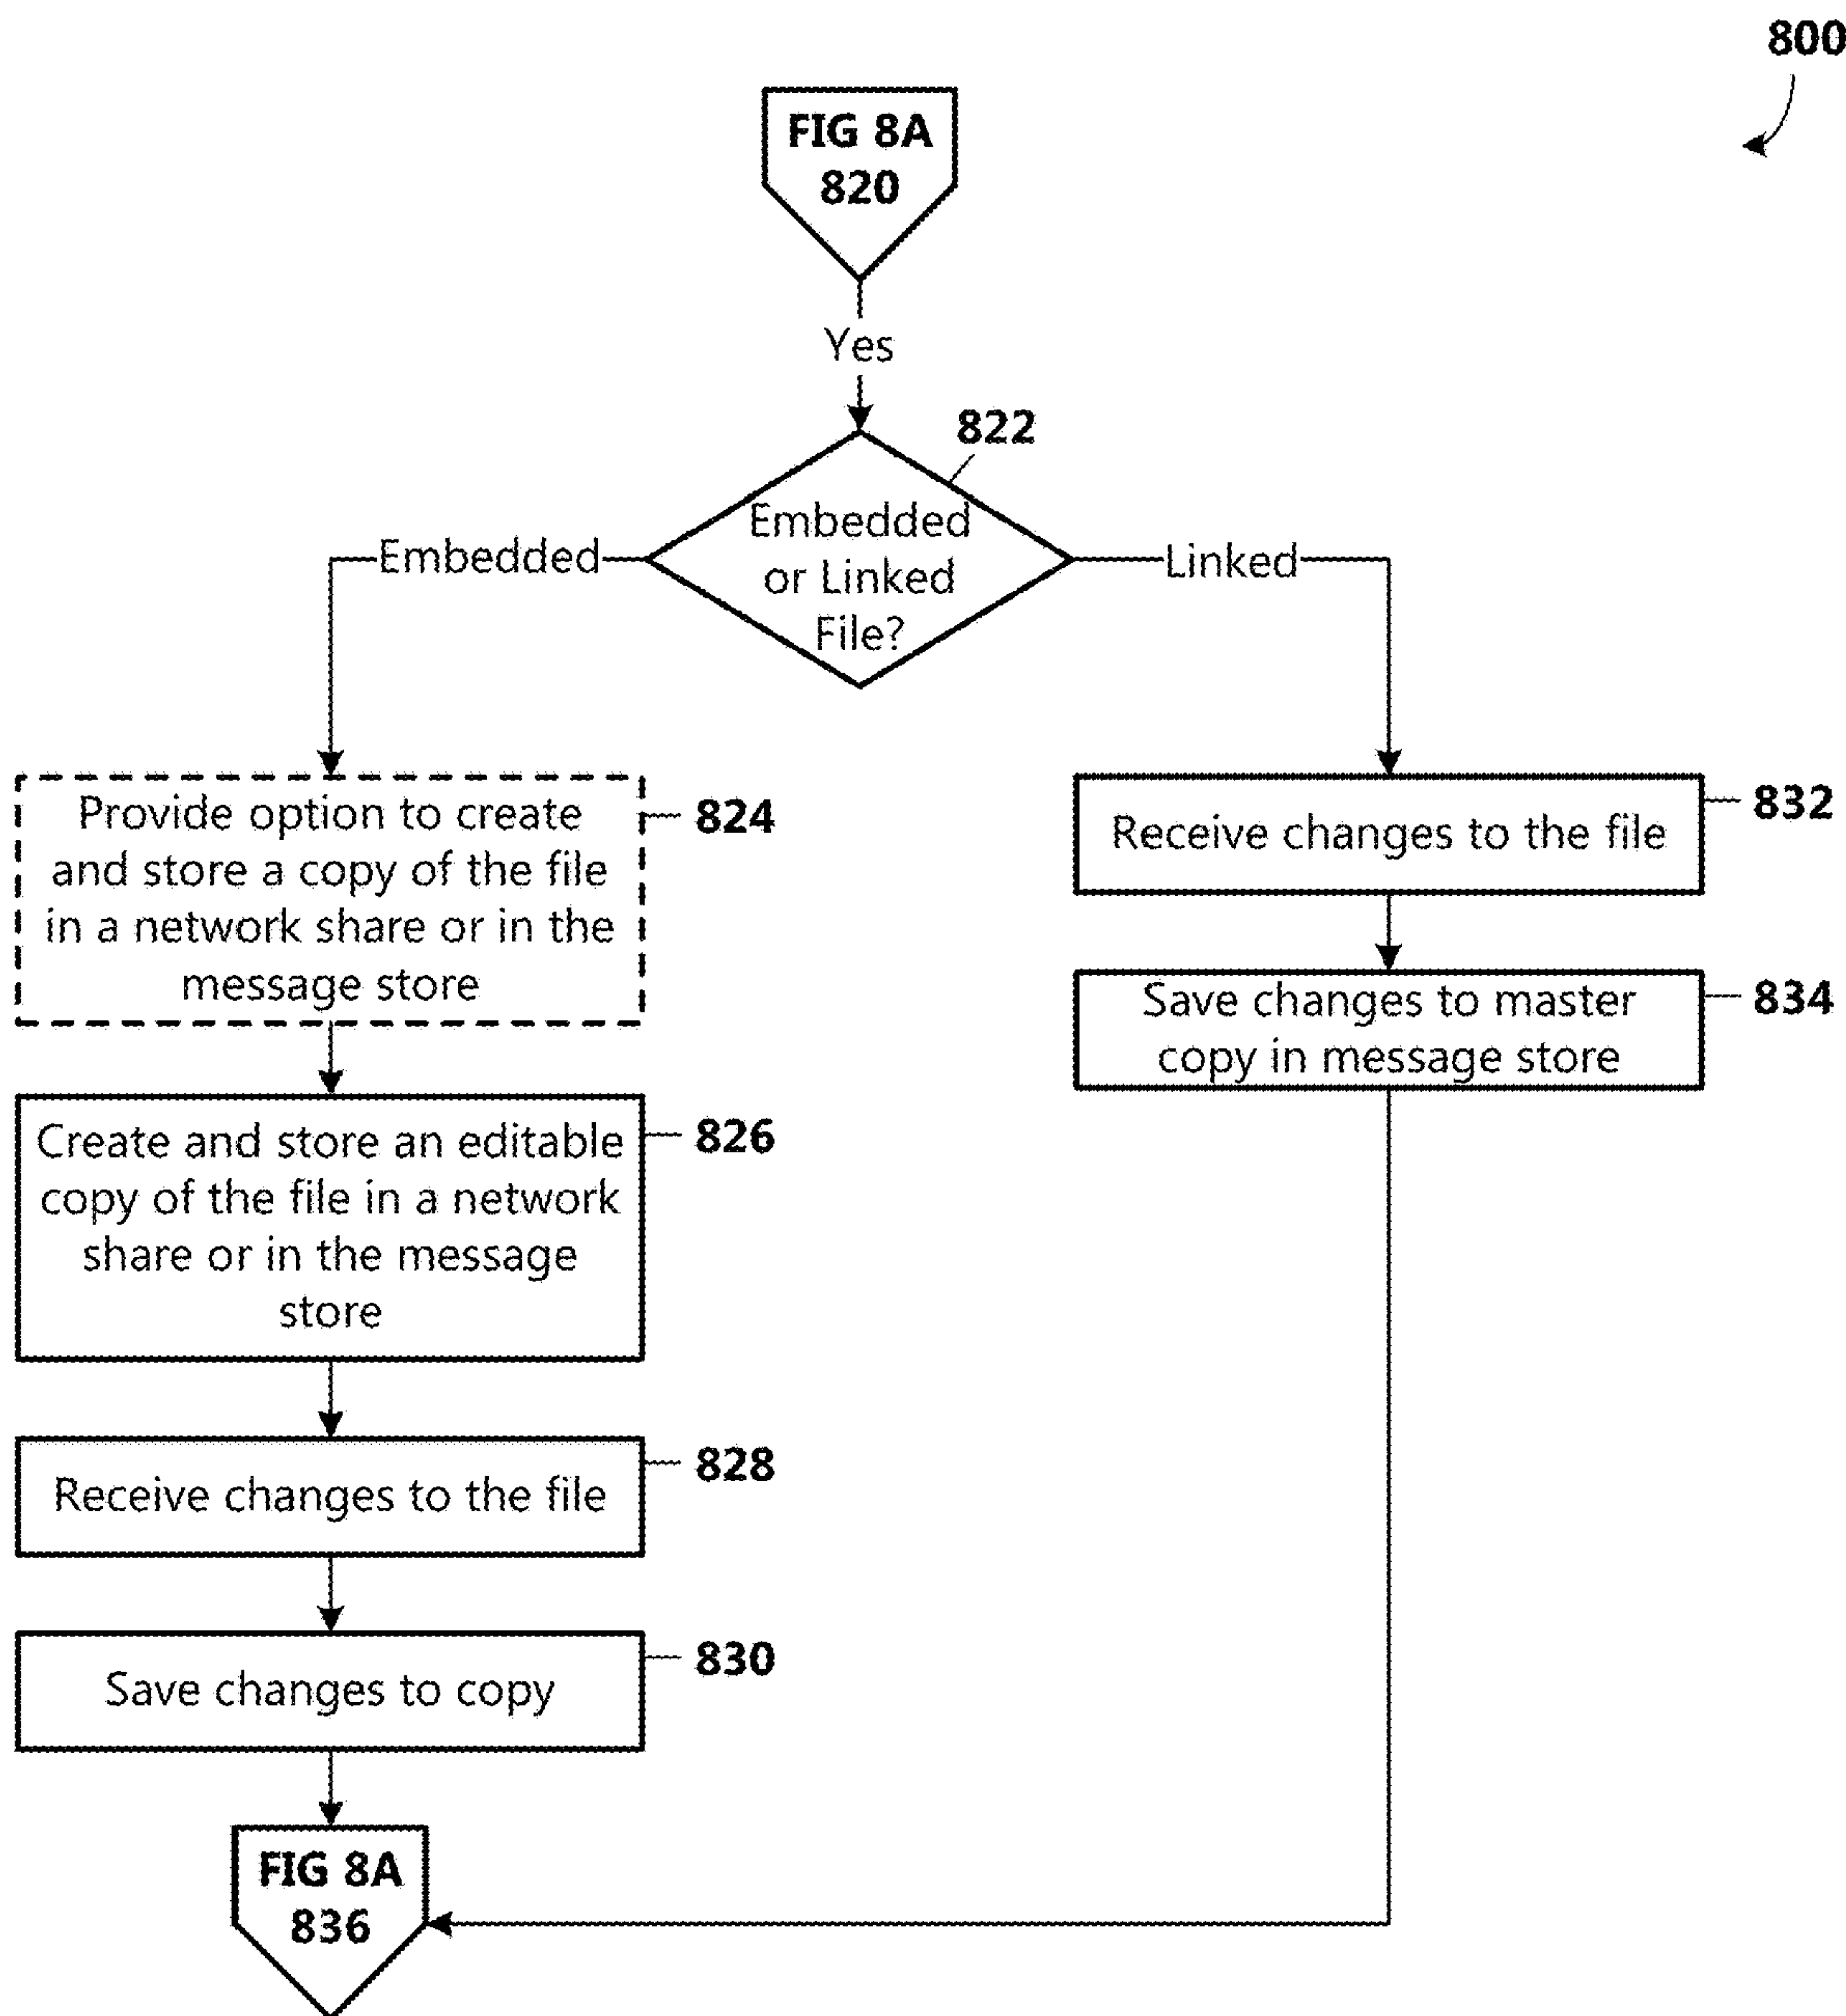 800
FIG 8A
820
Yes
822
Embedded
or Linked
File?
Embedded
Linked
Provide option to create
and store a copy of the file
in a network share or in the
message store
824
Create and store an editable
copy of the file in a network
share or in the message
store
826
Receive changes to the file
828
Save changes to copy
830
Receive changes to the file
832
Save changes to master
copy in message store
834
FIG 8A
836